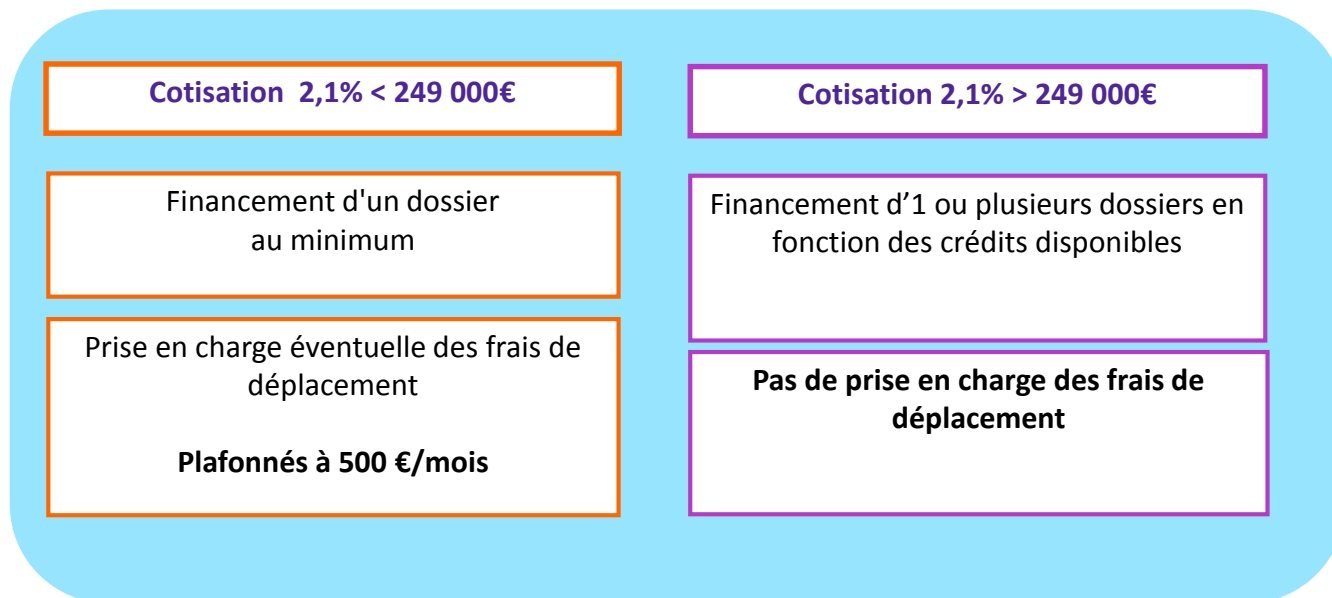 Cotisation 2,1% < 249 000€
Financement d'un dossier
au minimum
Prise en charge éventuelle des frais de
déplacement
Plafonnés à 500 €/mois
Cotisation 2,1% > 249 000€
Financement d’1 ou plusieurs dossiers en
fonction des crédits disponibles
Pas de prise en charge des frais de
déplacement